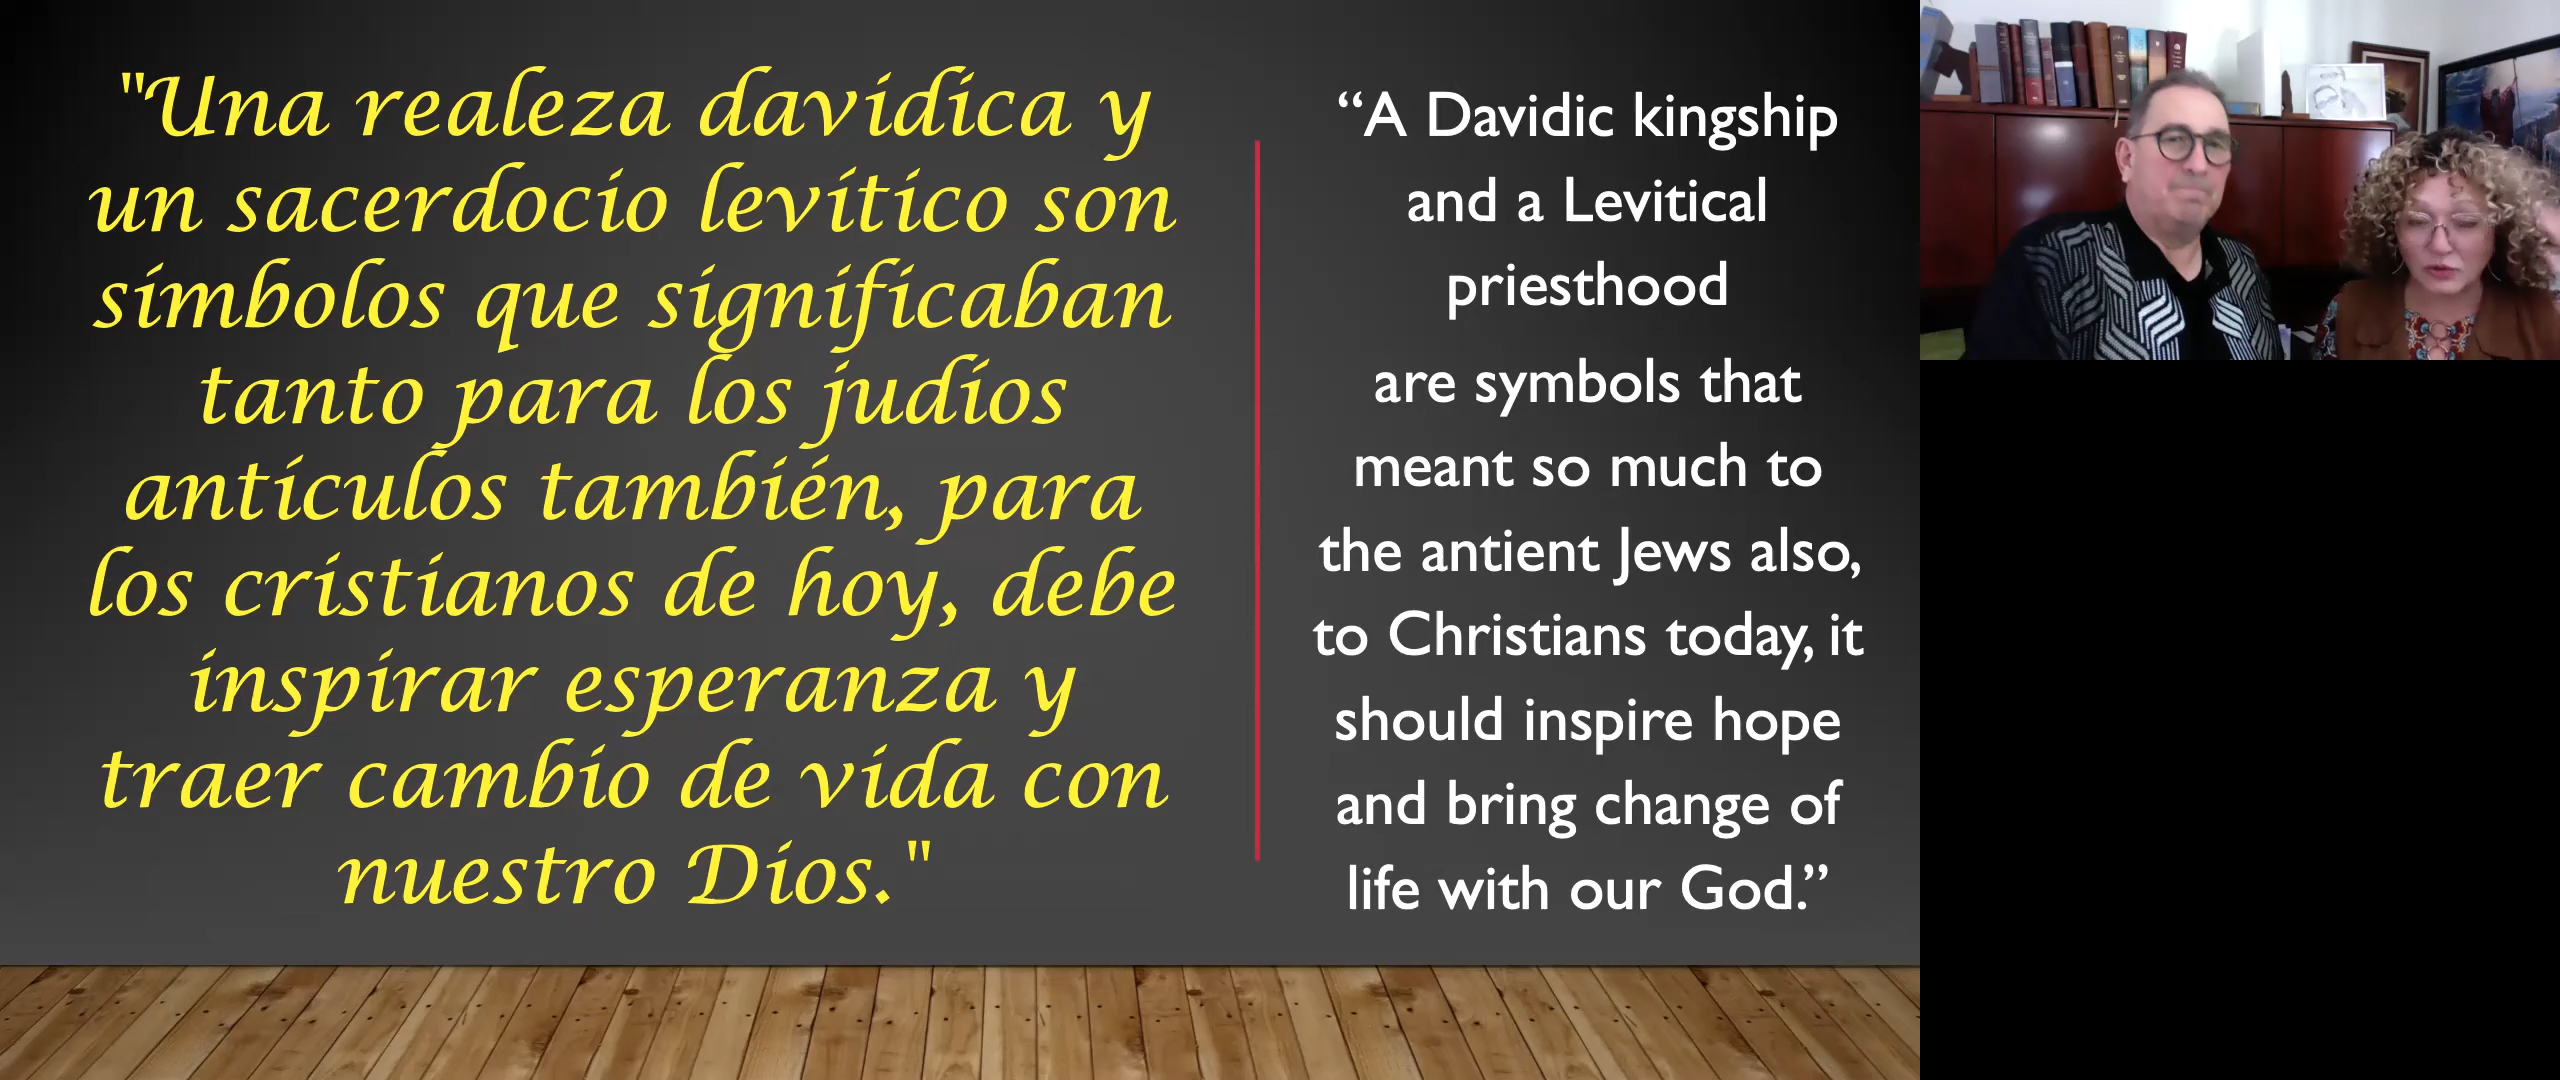 "Una realeza davídica y
un sacerdocio levítico son
símbolos que significaban
tanto para los judíos
antículos también, para
los cristianos de hoy, debe
inspirar esperanza y
traer cambio de vida con
nuestro Dios."
“A Davidic kingship
and a Levitical
priesthood
are symbols that
meant so much to
the antient Jews also,
to Christians today, it
should inspire hope
and bring change of
life with our God.”